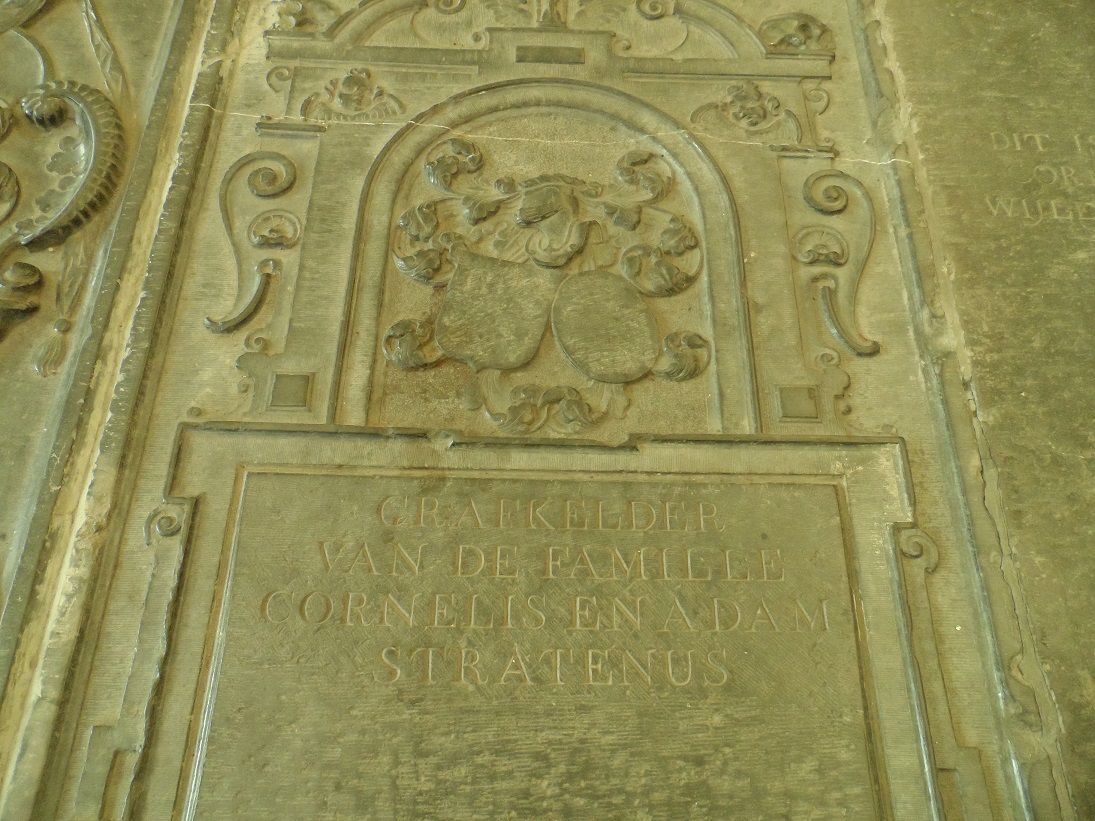 GRAFKELDER
VAN DE FAMILLE
CORNELIS EN ADAM
STRATENUS
DIT